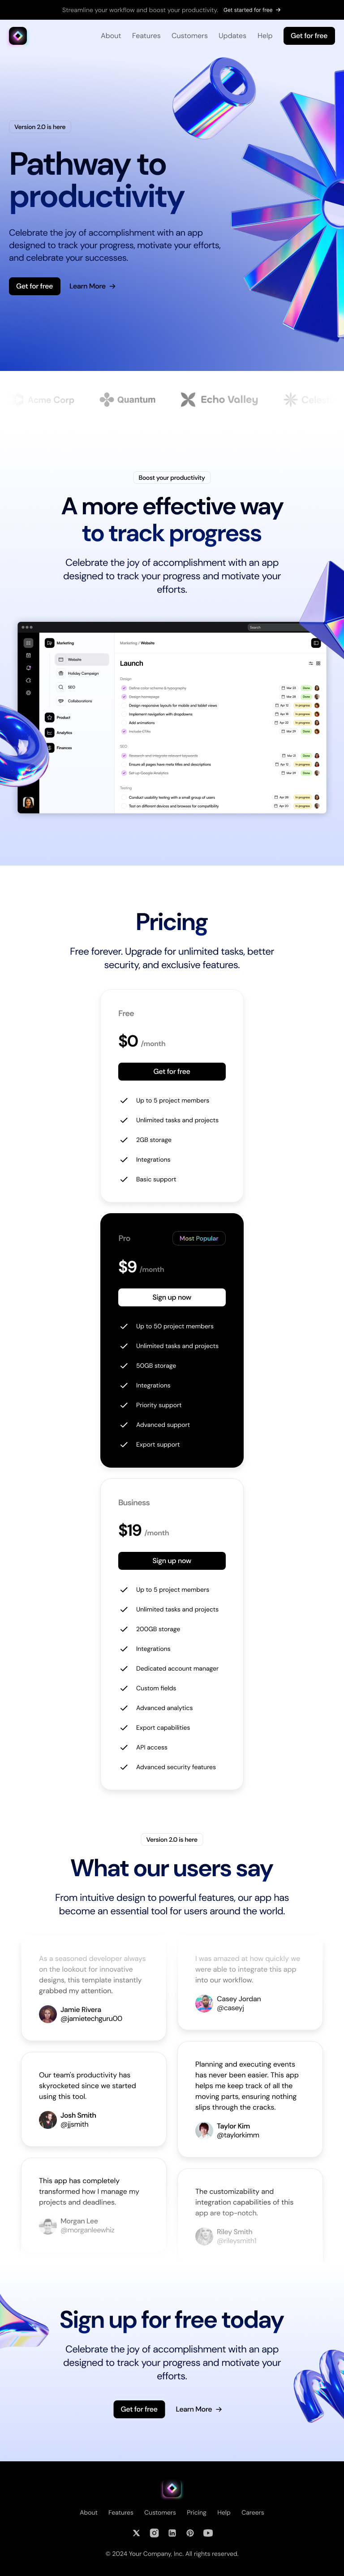 Streamline your workflow and boost your productivity. Get started for free
About Features Customers Updates Help Get for free
Version 2.0 is here
Pathway to
productivity
Celebrate the joy of accomplishment with an app
designed to track your progress, motivate your efforts,
and celebrate your successes.
Get for free Learn More
Acme Corp Quantum Echo Valley
Boost your productivity
A more effective way
to track progress
Celebrate the joy of accomplishment with an app
designed to track your progress and motivate your
efforts.
Search
Marketing
Marketing / Website
Website
Holiday Campaign
SEO
Collaborations
Product
Analytics
Finances
Launch
Design
Define color scheme & typography
Design homepage
Design responsive layouts for mobile and tablet views
Implement navigation with dropdowns
Add animations
Include CTAs
SEO
Research and integrate relevant keywords
Ensure all pages have meta titles and descriptions
Set up Google Analytics
Testing
Conduct usability testing with a small group of users
Test on different devices and browsers for compatibility
Pricing
Free forever. Upgrade for unlimited tasks, better
security, and exclusive features.
Free
$0 /month
Get for free
Up to 5 project members
Unlimited tasks and projects
2GB storage
Integrations
Basic support
Pro Most Popular
$9 /month
Sign up now
Up to 50 project members
Unlimited tasks and projects
50GB storage
Integrations
Priority support
Advanced support
Export support
Business
$19 /month
Sign up now
Up to 5 project members
Unlimited tasks and projects
200GB storage
Integrations
Dedicated account manager
Custom fields
Advanced analytics
Export capabilities
API access
Advanced security features
Version 2.0 is here
What our users say
From intuitive design to powerful features, our app has
become an essential tool for users around the world.
As a seasoned developer always
on the lookout for innovative
designs, this template instantly
grabbed my attention.
Jamie Rivera
@jamietechguru00
Our team's productivity has
skyrocketed since we started
using this tool.
Josh Smith
@jjsmith
This app has completely
transformed how I manage my
projects and deadlines.
Morgan Lee
@morganleewhiz
I was amazed at how quickly we
were able to integrate this app
into our workflow.
Casey Jordan
@caseyj
Planning and executing events
has never been easier. This app
helps me keep track of all the
moving parts, ensuring nothing
slips through the cracks.
Taylor Kim
@taylorkimm
The customizability and
integration capabilities of this
app are top-notch.
Riley Smith
@rileysmith1
Sign up for free today
Celebrate the joy of accomplishment with an app
designed to track your progress and motivate your
efforts.
Get for free Learn More
About Features Customers Pricing Help Careers
© 2024 Your Company, Inc. All rights reserved.